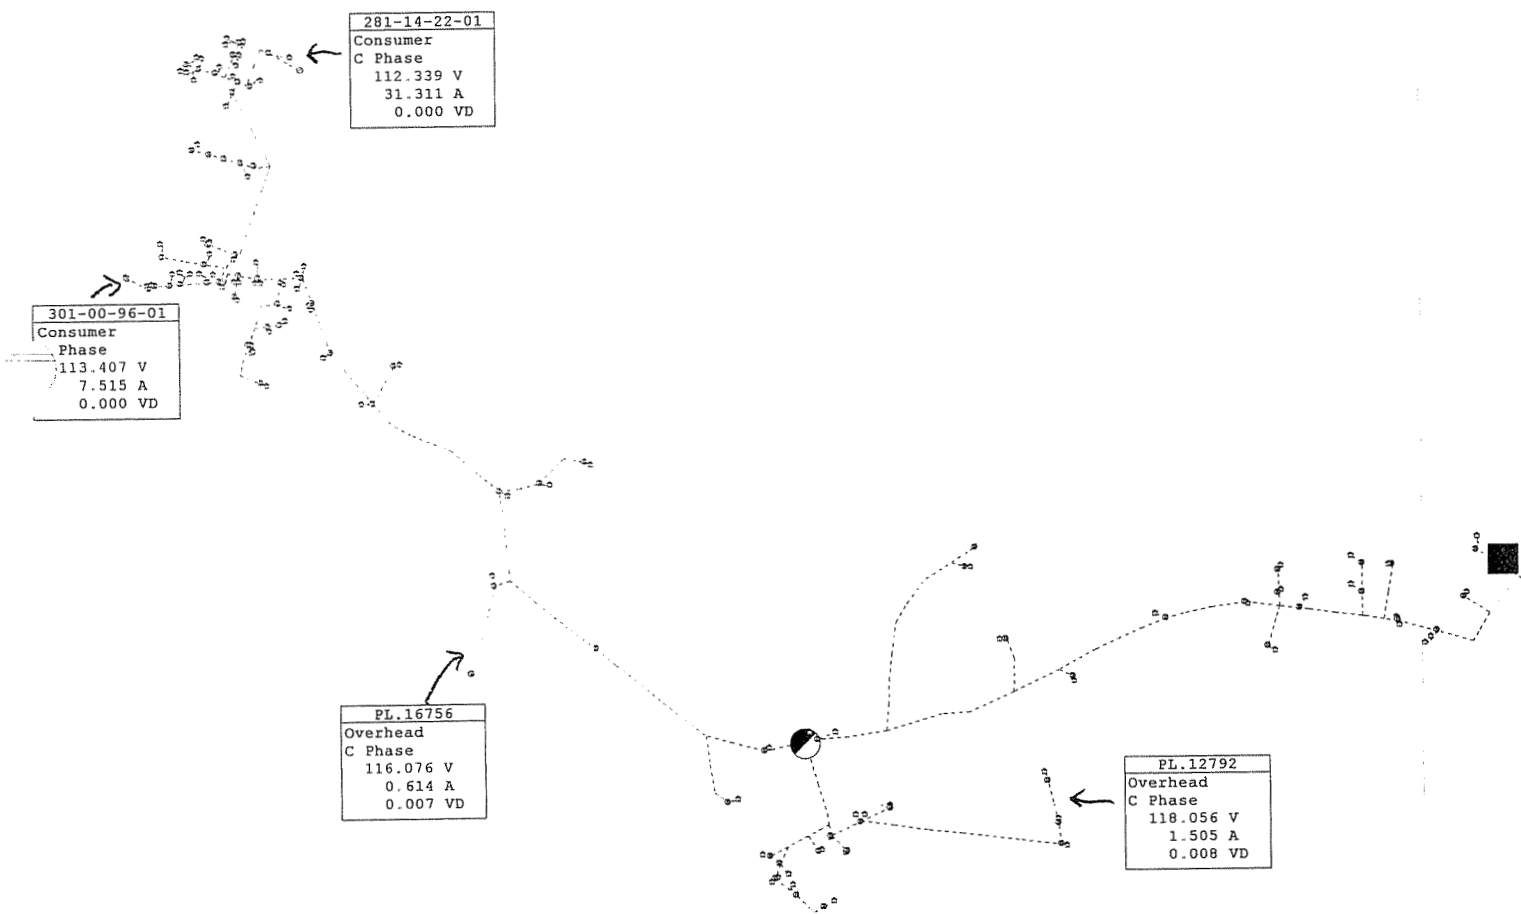 281-14-22-01
Consumer
C Phase
112.339 V
31.311 A
0.000 VD
301-00-96-01
Consumer
Phase
113.407 V
7.515 A
0.000 VD
PL.16756
Overhead
C Phase
116.076 V
0.614 A
0.007 VD
PL.12792
Overhead
C Phase
118.056 V
1.505 A
0.008 VD